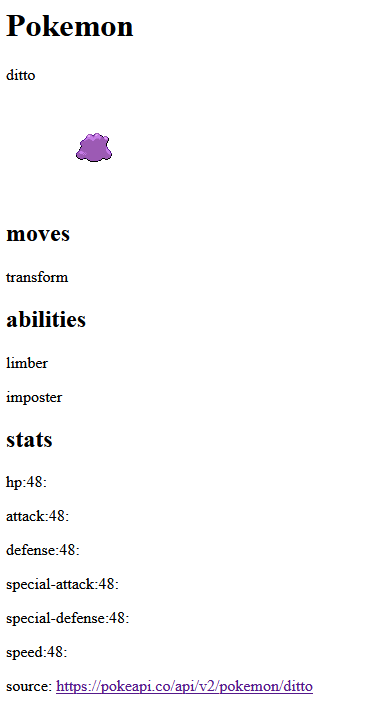 Pokemon
ditto
moves
transform
abilities
limber
imposter
stats
hp:48:
attack:48:
defense:48:
special-attack:48:
special-defense:48:
speed:48:
source: https://pokeapi.co/api/v2/pokemon/ditto